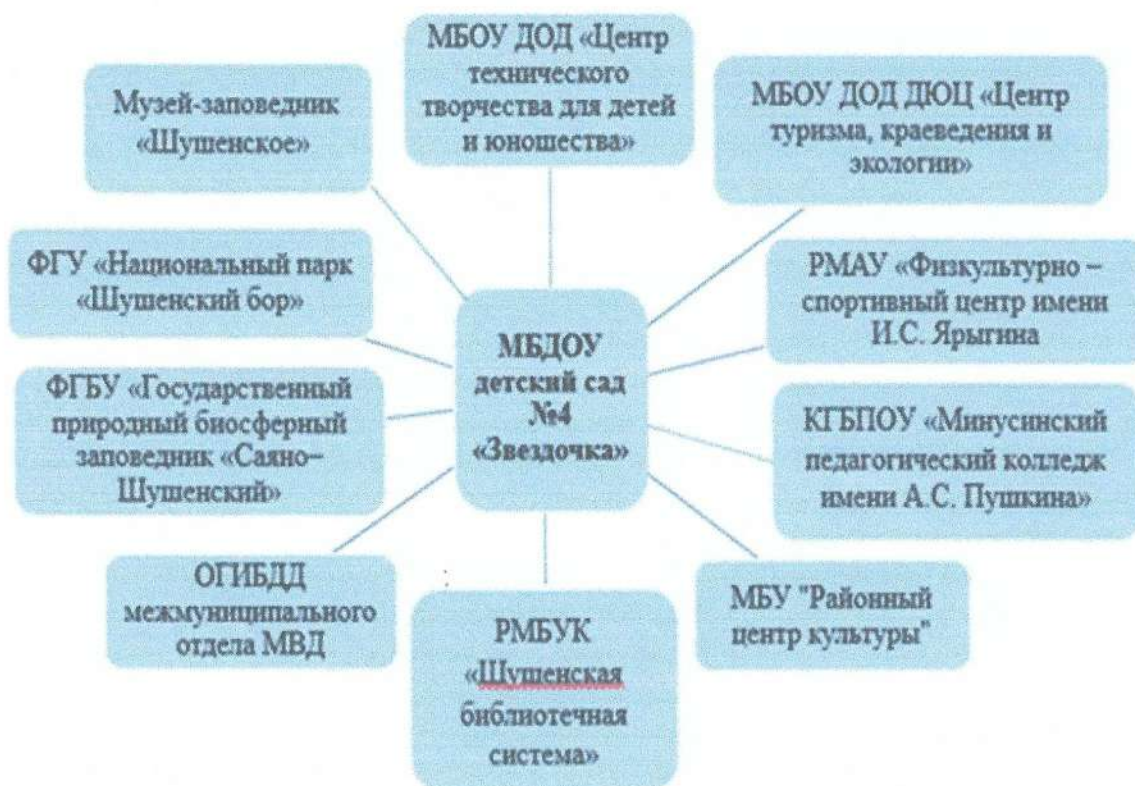 МБОУ ДОД «Центр
технического
творчества для детей
и юношества»
Музей-заповедник
«Шушенское»
МБОУ ДОД ДЮЦ «Центр
туризма, краеведения и
экологии»
ФГУ «Национальный парк
«Шушенский бор»
РМАУ «Физкультурно –
спортивный центр имени
И.С. Ярыгина
МБДОУ
детский сад
№4
«Звездочка»
ФГБУ «Государственный
природный биосферный
заповедник «Саяно–
Шушенский»
КГБПОУ «Минусинский
педагогический колледж
имени А.С. Пушкина»
ОГИБДД
межмуниципального
отдела МВД
РМБУК
«Шушенская
библиотечная
система»
МБУ "Районный
центр культуры"